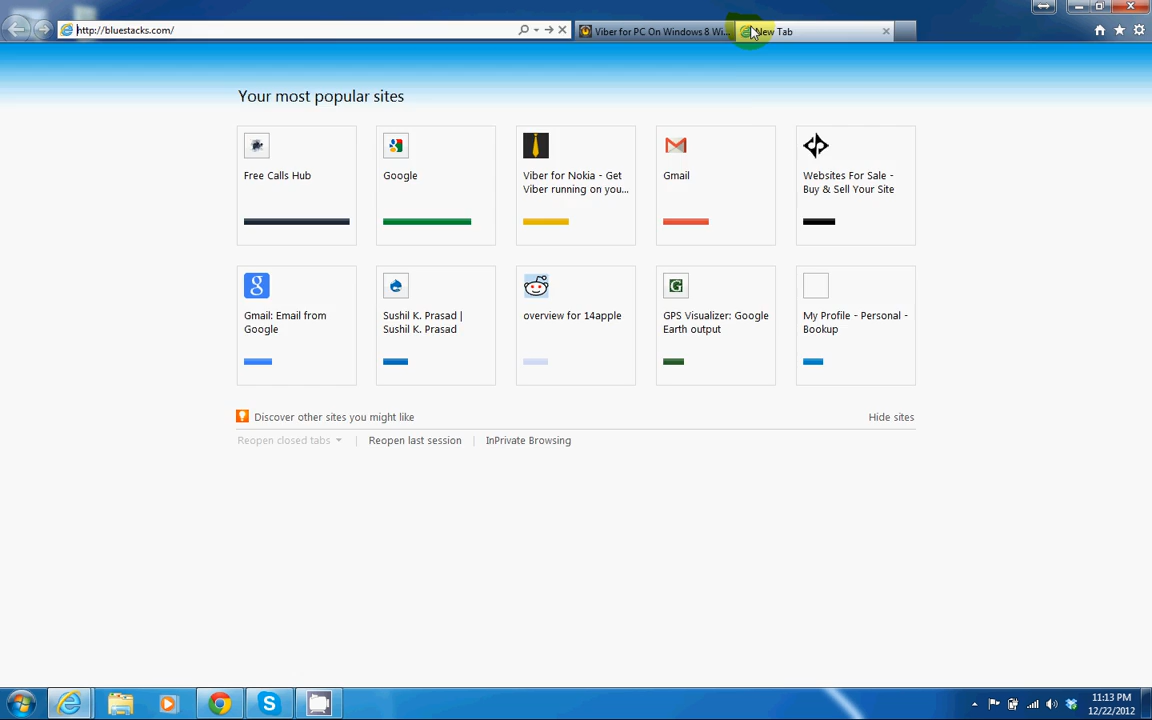 http://bluestacks.com/
Viber for PC On Windows 8 Wi...
New Tab
Your most popular sites
Free Calls Hub
Google
Viber for Nokia - Get
Viber running on you...
Gmail
Websites For Sale -
Buy & Sell Your Site
Gmail: Email from
Google
Sushil K. Prasad |
Sushil K. Prasad
overview for 14apple
GPS Visualizer: Google
Earth output
My Profile - Personal -
Bookup
Discover other sites you might like
Hide sites
Reopen closed tabs
Reopen last session
InPrivate Browsing
11:13 PM
12/22/2012